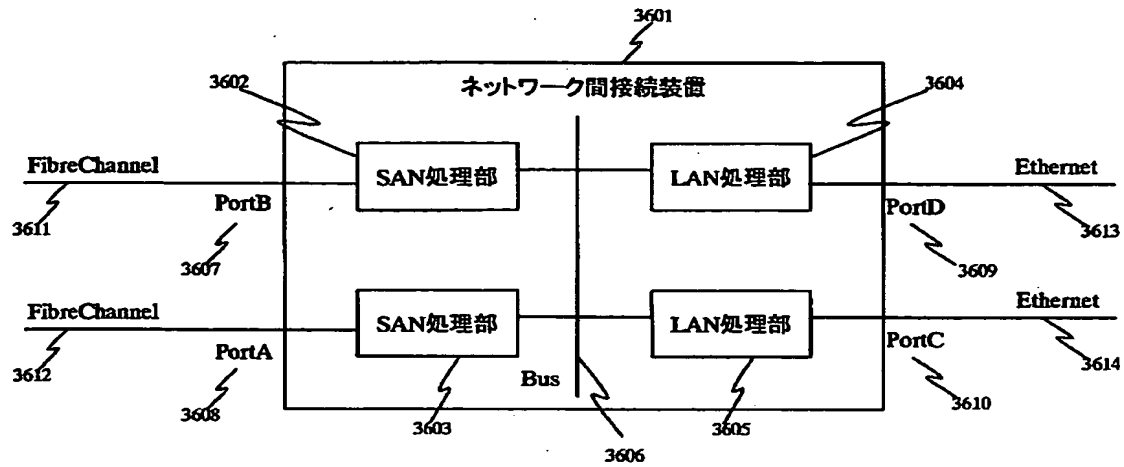 3601
ネットワーク間接続装置
3602
3604
FibreChannel
SAN処理部
LAN処理部
Ethernet
3611
PortB
PortD
3613
3607
3609
FibreChannel
SAN処理部
LAN処理部
Ethernet
3612
PortA
Bus
PortC
3614
3608
3603
3606
3605
3610